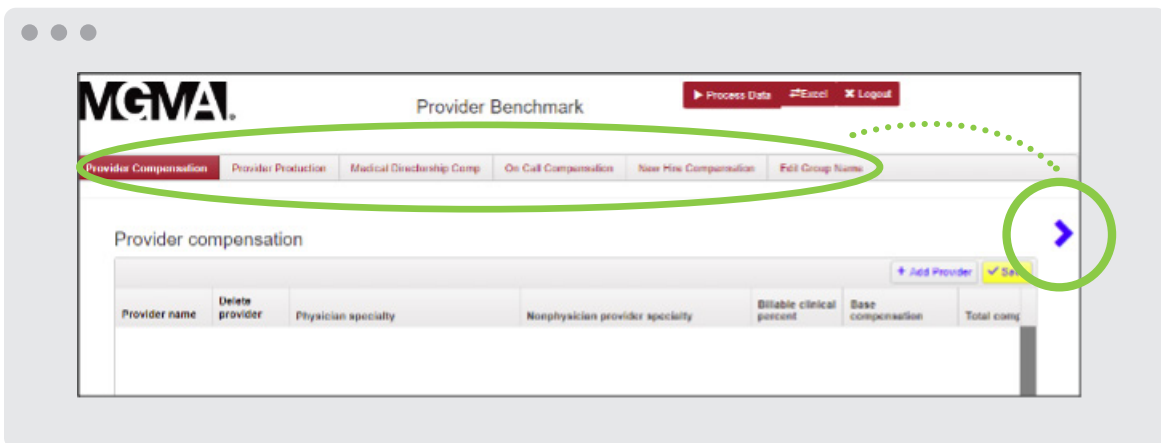 MGMA.
Provider Benchmark
Process Data Excel Logout
Provider Compensation Provider Production Medical Directorship Comp On Call Compensation New Hire Compensation Edit Group Name
Provider compensation
+ Add Provider Sa
Provider name Delete provider Physician specialty Nonphysician provider specialty Billable clinical percent Base compensation Total comp